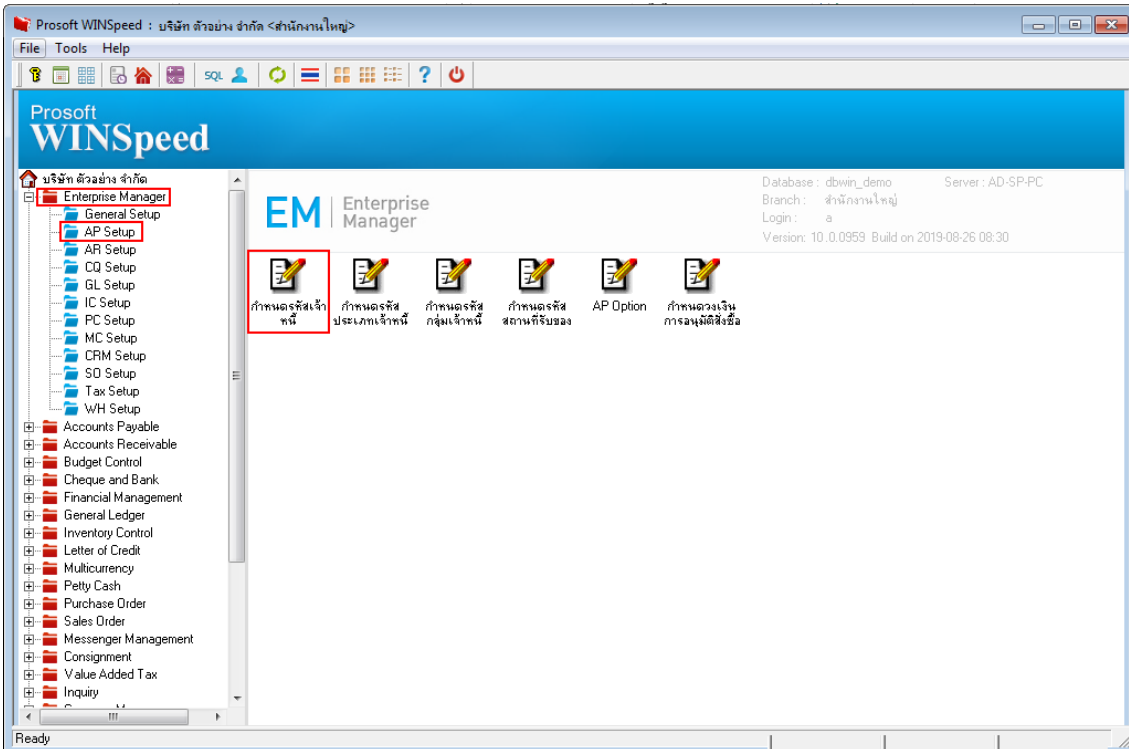 Prosoft WINSpeed : บริษัท ตัวอย่าง จำกัด <สำนักงานใหญ่>
File Tools Help
SQL
Prosoft
WINSpeed
บริษัท ตัวอย่าง จำกัด
Enterprise Manager
General Setup
AP Setup
AR Setup
CQ Setup
GL Setup
IC Setup
PC Setup
MC Setup
CRM Setup
SO Setup
Tax Setup
WH Setup
Accounts Payable
Accounts Receivable
Budget Control
Cheque and Bank
Financial Management
General Ledger
Inventory Control
Letter of Credit
Multicurrency
Petty Cash
Purchase Order
Sales Order
Messenger Management
Consignment
Value Added Tax
Inquiry
EM Enterprise
Manager
Database : dbwin_demo Server : AD-SP-PC
Branch : สำนักงานใหญ่
Login : a
Version: 10.0.0959 Build on 2019-08-26 08:30
กำหนดรหัสเจ้า
หนี้
กำหนดรหัส
ประเภทเจ้าหนี้
กำหนดรหัส
กลุ่มเจ้าหนี้
กำหนดรหัส
สถานที่รับของ
AP Option
กำหนดวงเงิน
การอนุมัติสั่งซื้อ
Ready